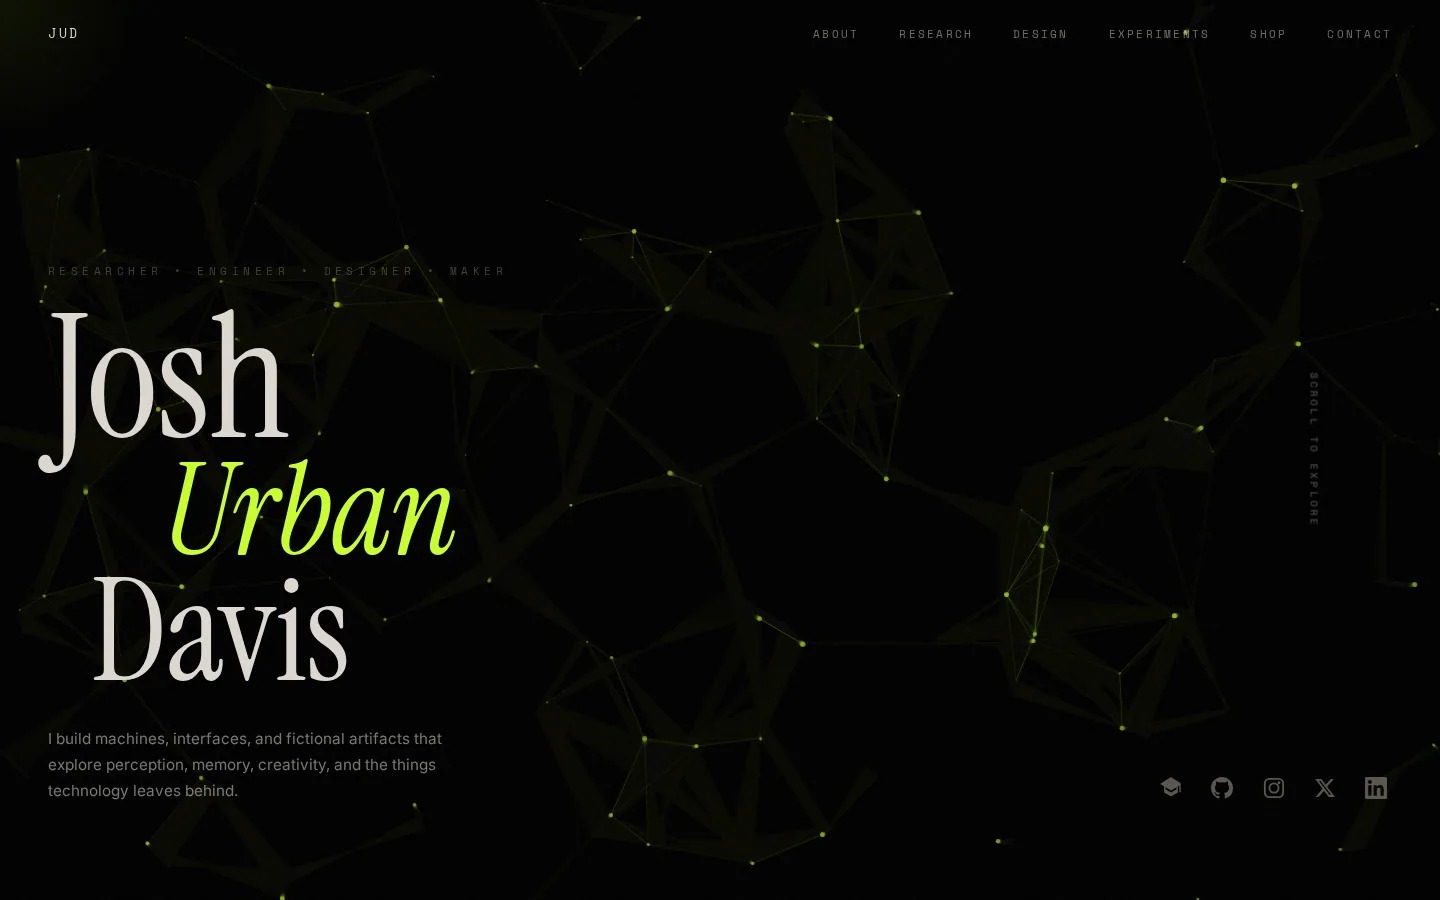 JUD
ABOUT RESEARCH DESIGN EXPERIMENTS SHOP CONTACT
RESEARCHER • ENGINEER • DESIGNER • MAKER
Josh
Urban
Davis
SCROLL TO EXPLORE
I build machines, interfaces, and fictional artifacts that
explore perception, memory, creativity, and the things
technology leaves behind.